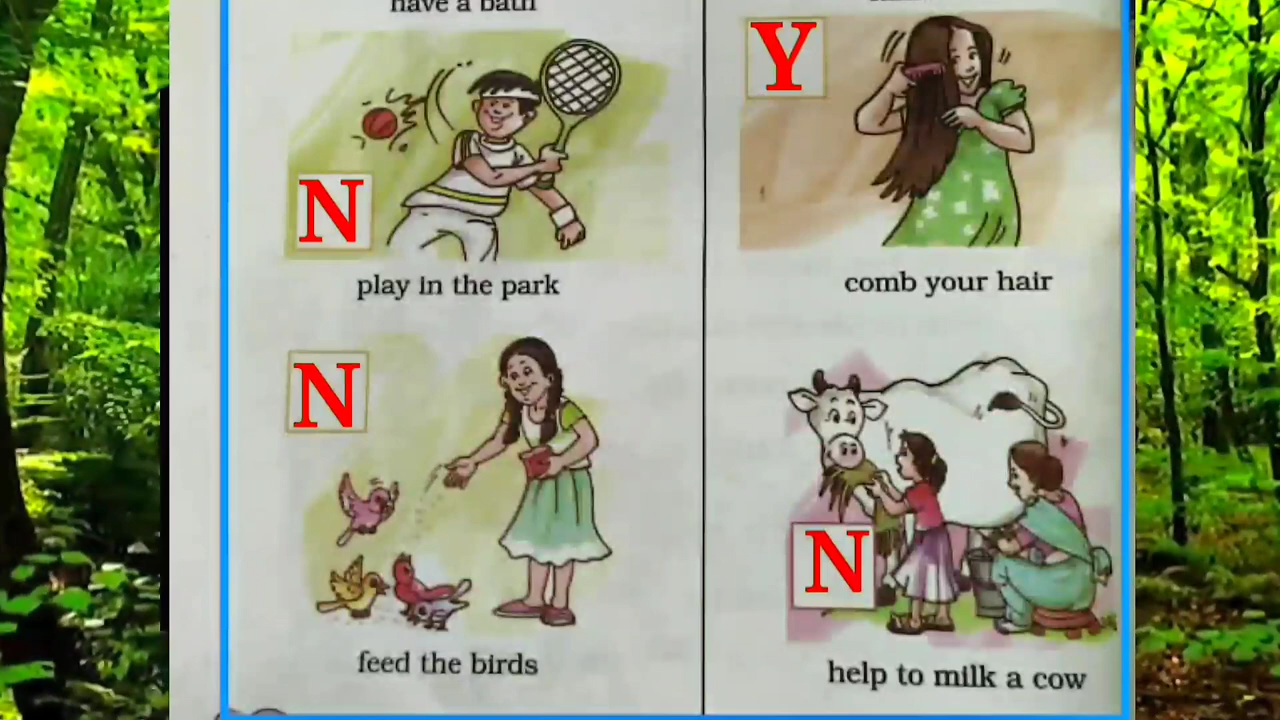 have a bath
Y
N
play in the park
comb your hair
N
N
feed the birds
help to milk a cow